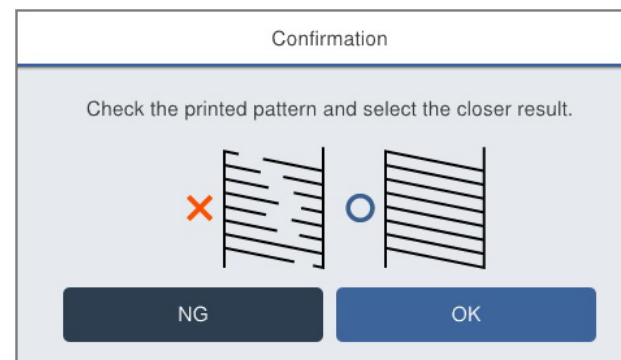 Confirmation
Check the printed pattern and select the closer result.
NG
OK